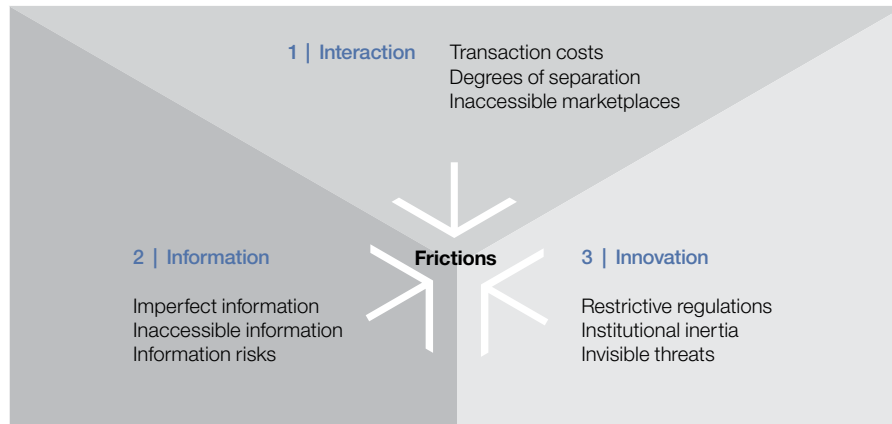 1 | Interaction
Transaction costs
Degrees of separation
Inaccessible marketplaces
Frictions
2 | Information
Imperfect information
Inaccessible information
Information risks
3 | Innovation
Restrictive regulations
Institutional inertia
Invisible threats